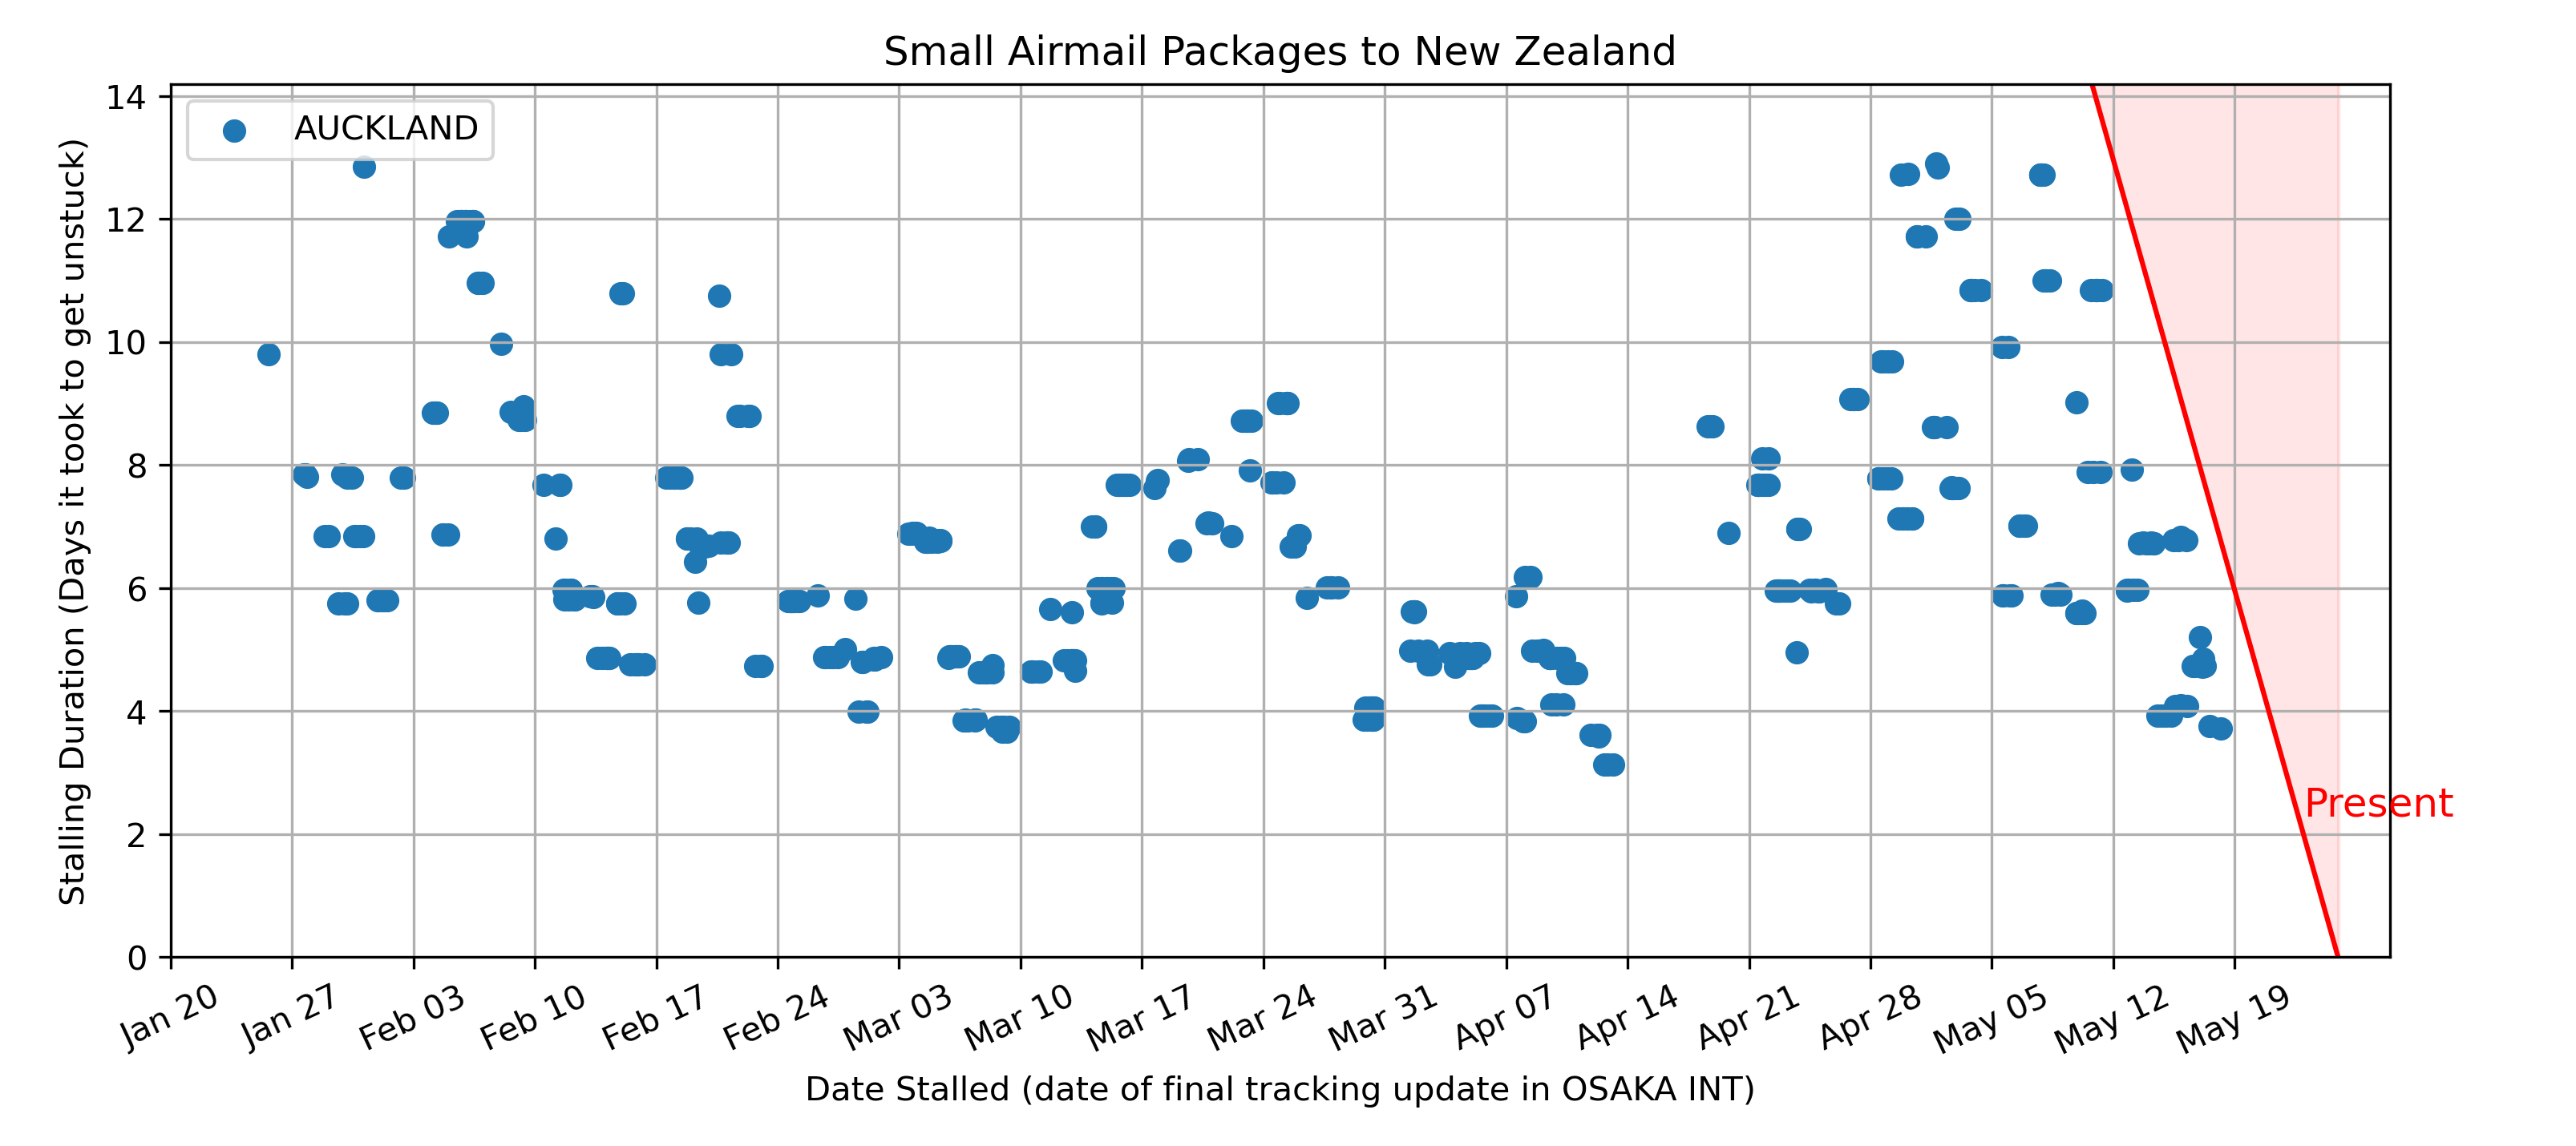 Small Airmail Packages to New Zealand
AUCKLAND
Stalling Duration (Days it took to get unstuck)
14
12
10
8
6
4
2
0
Present
Jan 20
Jan 27
Feb 03
Feb 10
Feb 17
Feb 24
Mar 03
Mar 10
Mar 17
Mar 24
Mar 31
Apr 07
Apr 14
Apr 21
Apr 28
May 05
May 12
May 19
Date Stalled (date of final tracking update in OSAKA INT)